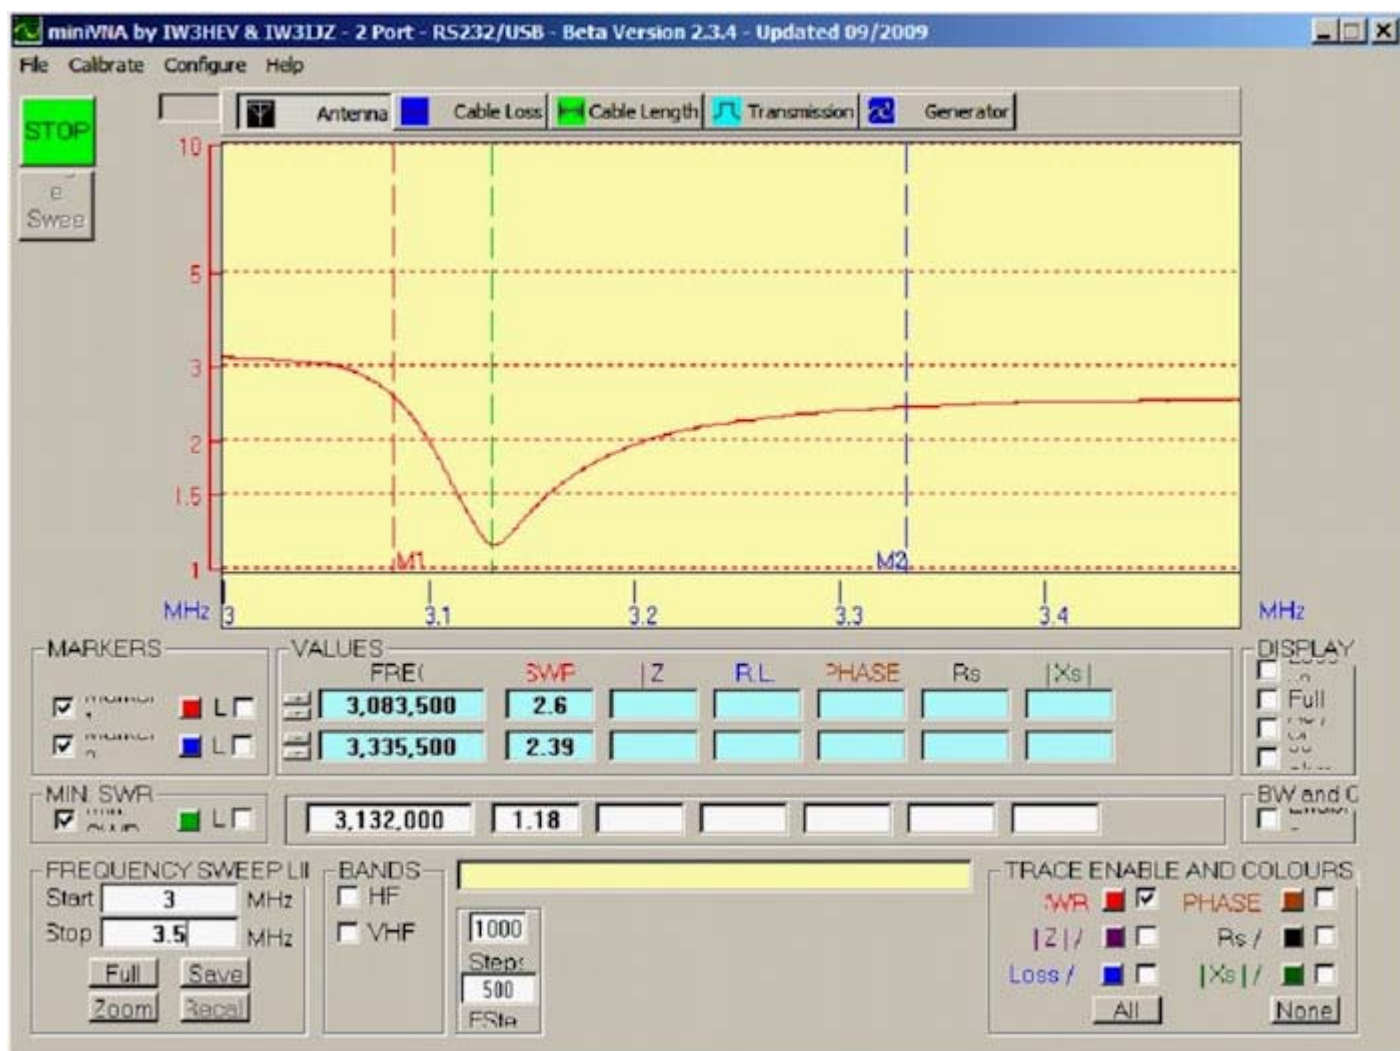 miniVNA by IW3HEV & IW3IJZ - 2 Port - RS232/USB - Beta Version 2.3.4 - Updated 09/2009
File Calibrate Configure Help
STOP
e
Swee
Antenna Cable Loss Cable Length Transmission Generator
10
5
3
2
1.5
1
M1 M2
MHz 3 3.1 3.2 3.3 3.4 MHz
MARKERS VALUES DISPLAY
FRE( SWP |Z R.L. PHASE Rs |Xs|
L 3,083,500 2.6 Full
L 3,335,500 2.39
MIN. SWR BW and Q
L 3,132,000 1.18
FREQUENCY SWEEP LII BANDS TRACE ENABLE AND COLOURS
Start 3 MHz HF WR PHASE
Stop 3.5 MHz VHF 1000 |Z| / Rs /
Full Save Steps Loss / |Xs| /
Zoom Recal 500 All None
FSte